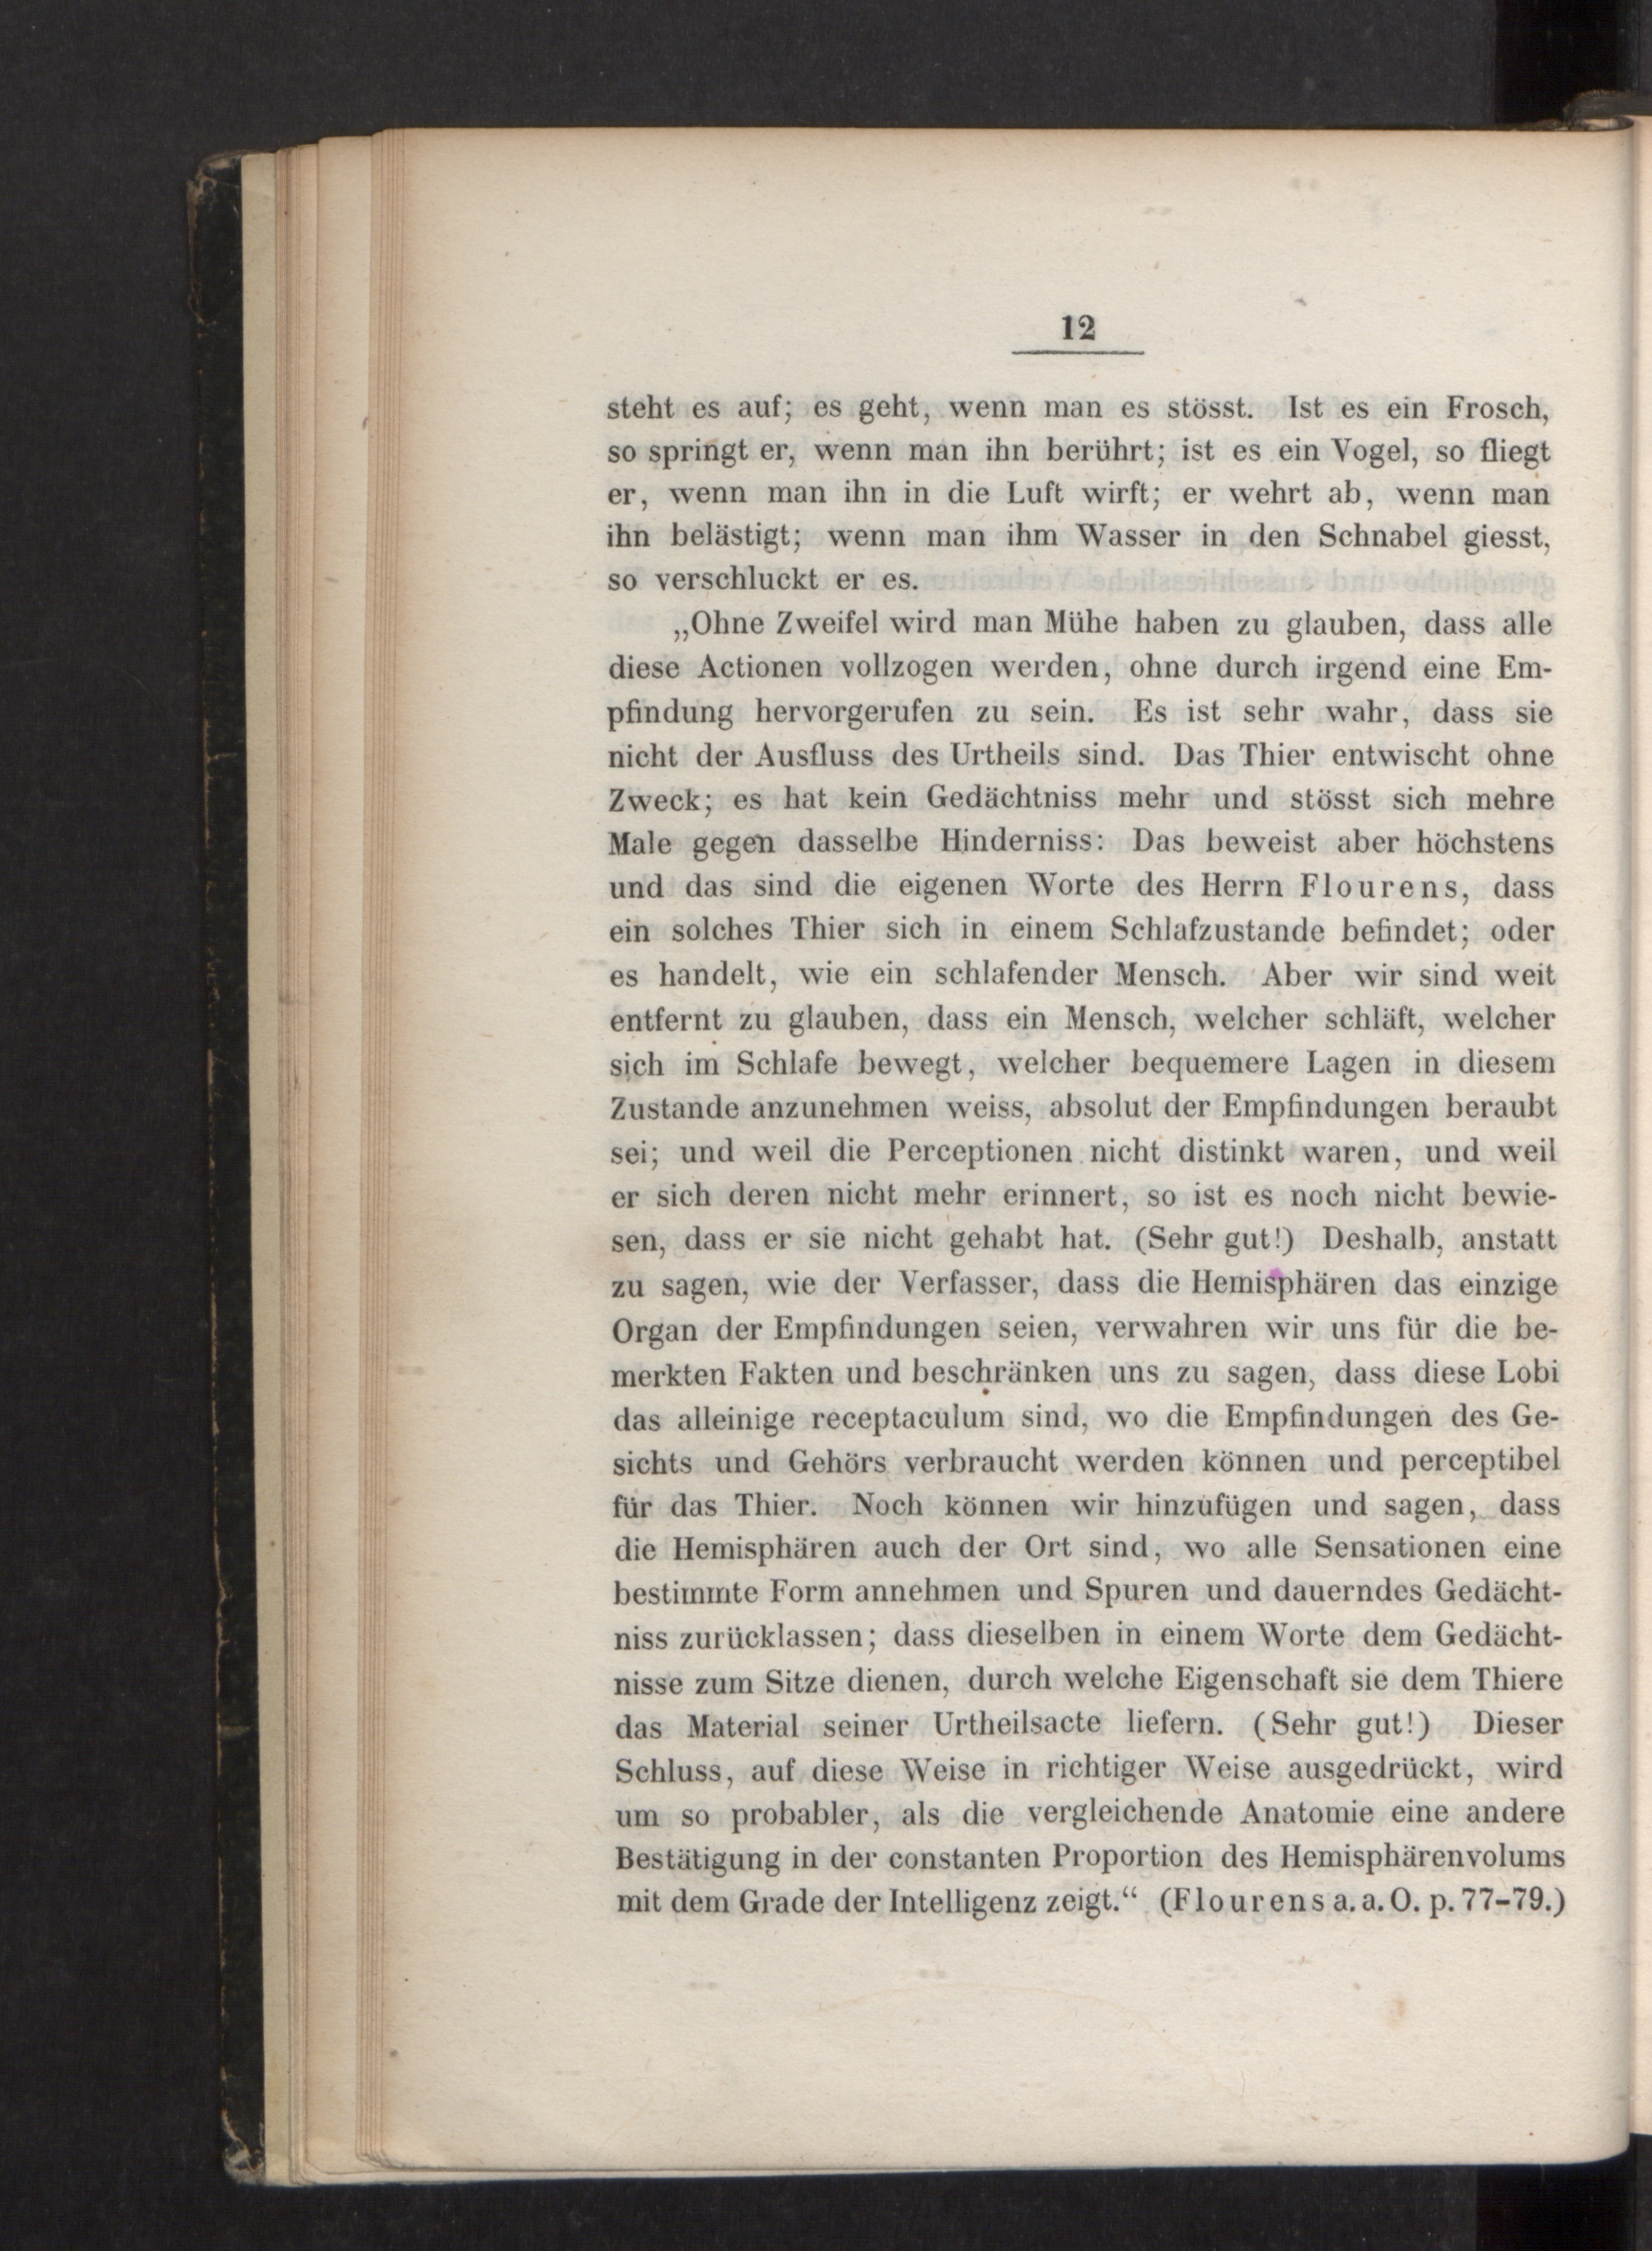 12
steht es auf; es geht, wenn man es stösst. Ist es ein Frosch,
so springt er, wenn man ihn berührt; ist es ein Vogel, so fliegt
er, wenn man ihn in die Luft wirft; er wehrt ab, wenn man
ihn belästigt; wenn man ihm Wasser in den Schnabel giesst,
so verschluckt er es.
„Ohne Zweifel wird man Mühe haben zu glauben, dass alle
diese Actionen vollzogen werden, ohne durch irgend eine Em-
pfindung hervorgerufen zu sein. Es ist sehr wahr, dass sie
nicht der Ausfluss des Urtheils sind. Das Thier entwischt ohne
Zweck; es hat kein Gedächtniss mehr und stösst sich mehre
Male gegen dasselbe Hinderniss: Das beweist aber höchstens
und das sind die eigenen Worte des Herrn Flourens, dass
ein solches Thier sich in einem Schlafzustande befindet; oder
es handelt, wie ein schlafender Mensch. Aber wir sind weit
entfernt zu glauben, dass ein Mensch, welcher schläft, welcher
sich im Schlafe bewegt, welcher bequemere Lagen in diesem
Zustande anzunehmen weiss, absolut der Empfindungen beraubt
sei; und weil die Perceptionen nicht distinkt waren, und weil
er sich deren nicht mehr erinnert, so ist es noch nicht bewie-
sen, dass er sie nicht gehabt hat. (Sehr gut!) Deshalb, anstatt
zu sagen, wie der Verfasser, dass die Hemisphären das einzige
Organ der Empfindungen seien, verwahren wir uns für die be-
merkten Fakten und beschränken uns zu sagen, dass diese Lobi
das alleinige receptaculum sind, wo die Empfindungen des Ge-
sichts und Gehörs verbraucht werden können und perceptibel
für das Thier. Noch können wir hinzufügen und sagen, dass
die Hemisphären auch der Ort sind, wo alle Sensationen eine
bestimmte Form annehmen und Spuren und dauerndes Gedächt-
niss zurücklassen; dass dieselben in einem Worte dem Gedächt-
nisse zum Sitze dienen, durch welche Eigenschaft sie dem Thiere
das Material seiner Urtheilsacte liefern. (Sehr gut!) Dieser
Schluss, auf diese Weise in richtiger Weise ausgedrückt, wird
um so probabler, als die vergleichende Anatomie eine andere
Bestätigung in der constanten Proportion des Hemisphärenvolums
mit dem Grade der Intelligenz zeigt.“ (Flourens a. a. O. p. 77–79.)